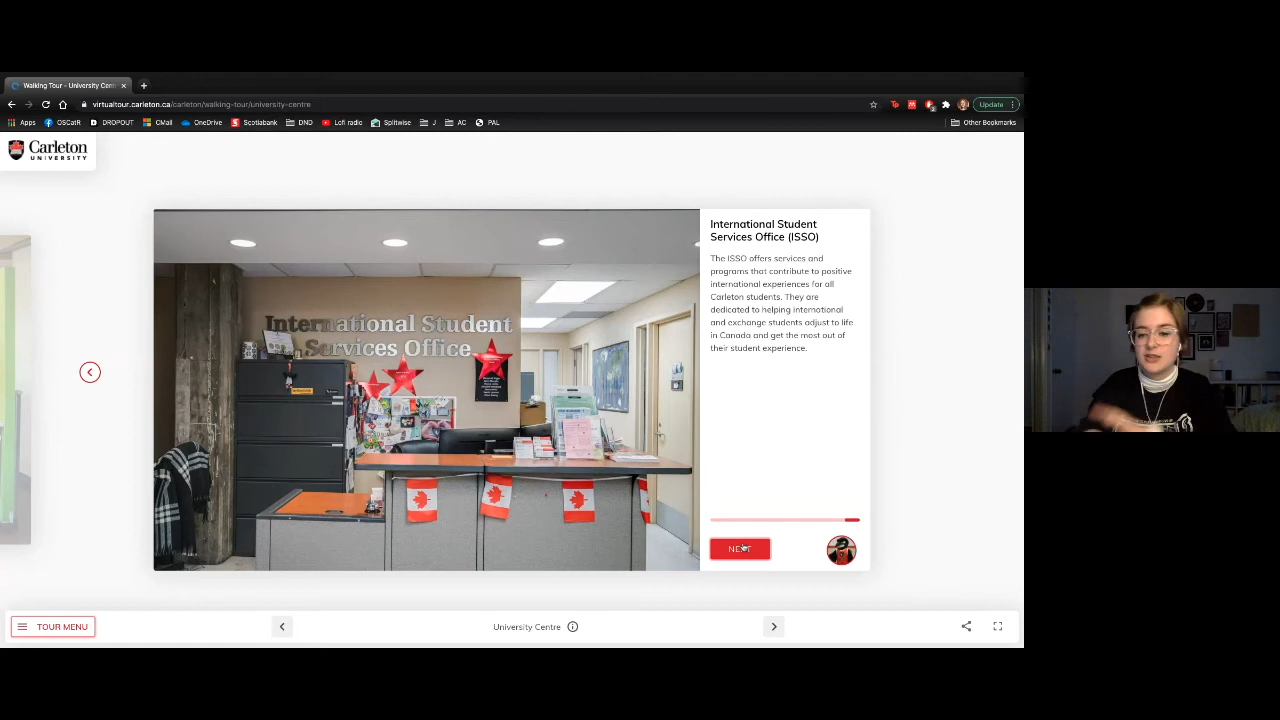 Walking Tour - University Cent
virtualtour.carleton.ca/carleton/walking-tour/university-centre
Update
Apps OSCatR DROPOUT GMail OneDrive Scotiabank DND Lofi radio Splitwise J AC PAL Other Bookmarks
Carleton
UNIVERSITY
International Student
Services Office
International Student
Services Office (ISSO)
The ISSO offers services and
programs that contribute to positive
international experiences for all
Carleton students. They are
dedicated to helping international
and exchange students adjust to life
in Canada and get the most out of
their student experience.
NEXT
TOUR MENU
University Centre